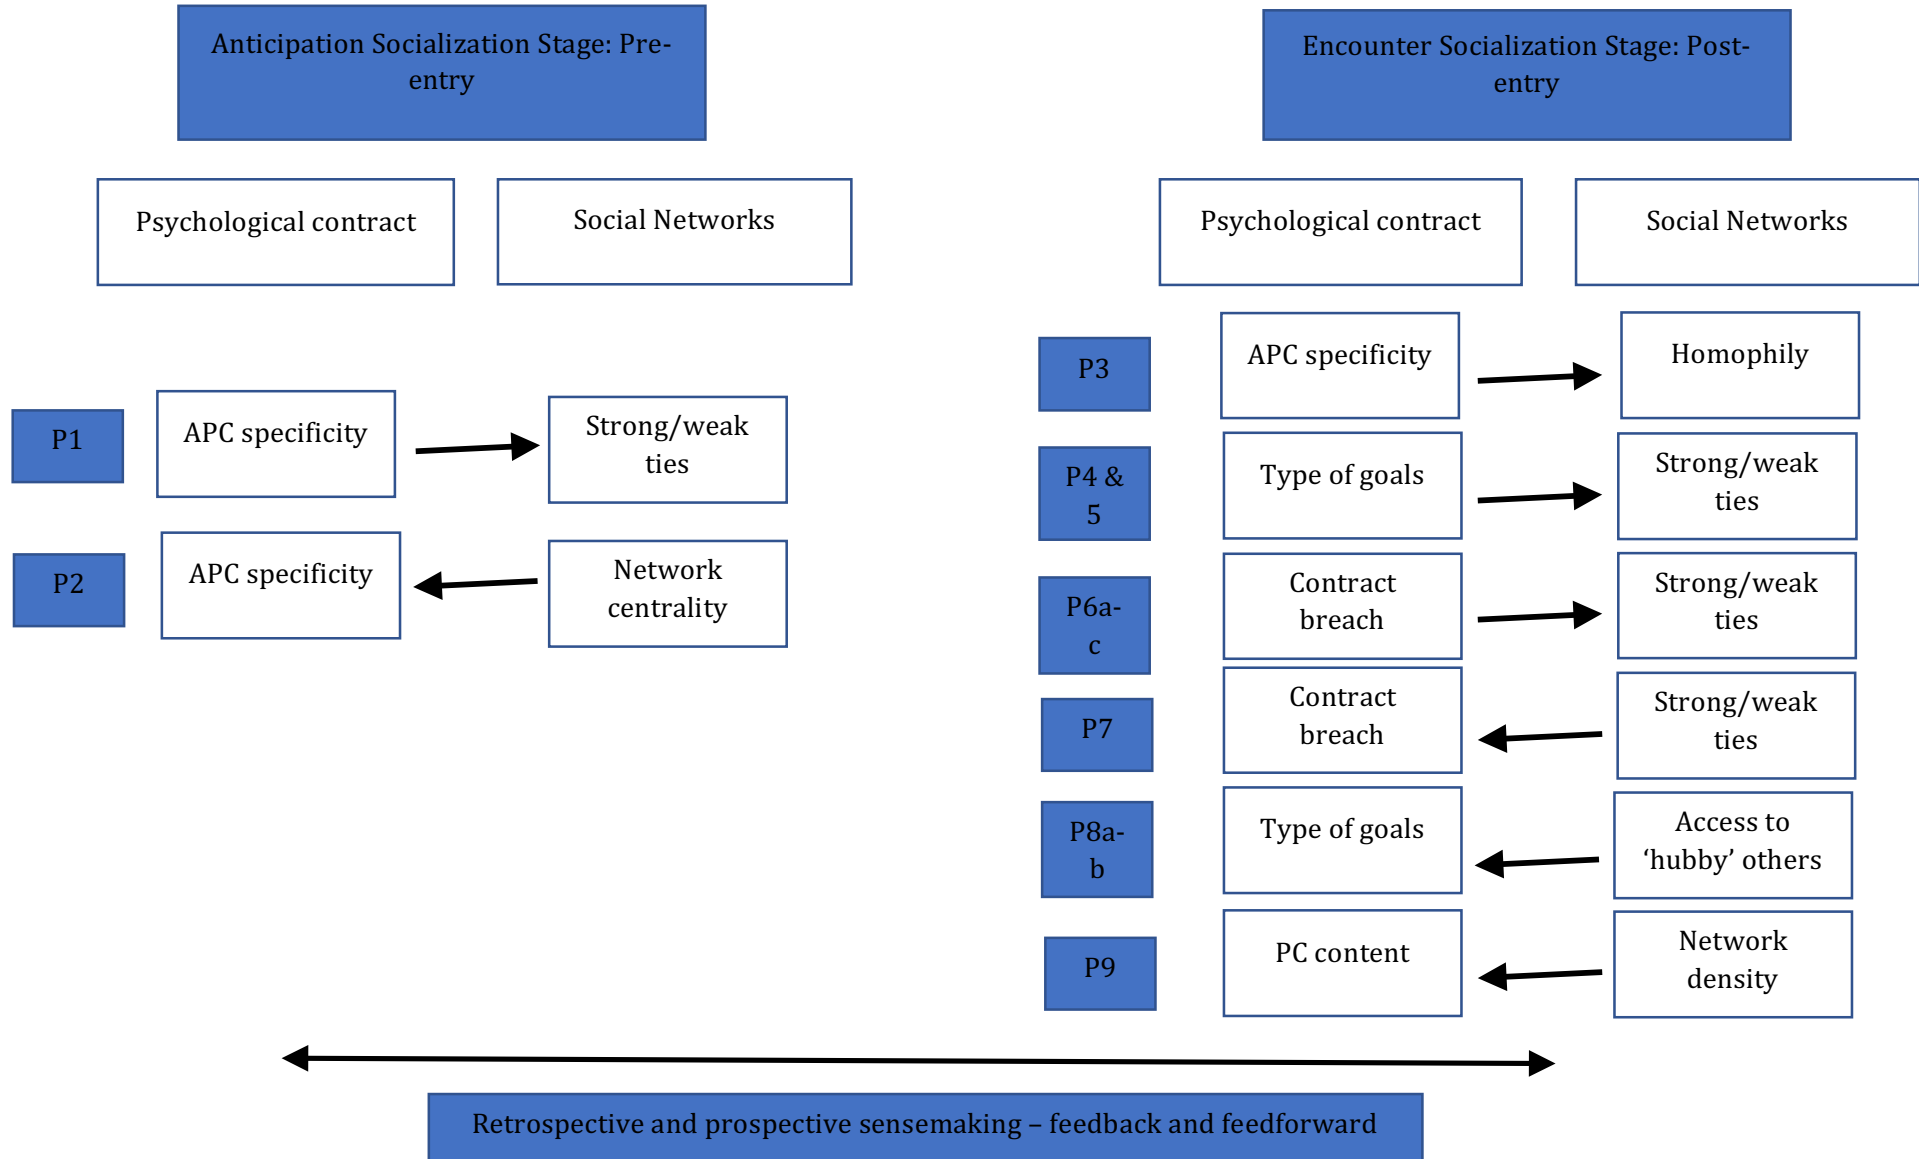 Anticipation Socialization Stage: Pre-
entry
Encounter Socialization Stage: Post-
entry
Psychological contract
Social Networks
Psychological contract
Social Networks
P1
APC specificity
Strong/weak
ties
P2
APC specificity
Network
centrality
P3
APC specificity
Homophily
P4 &
5
Type of goals
Strong/weak
ties
P6a-
c
Contract
breach
Strong/weak
ties
P7
Contract
breach
Strong/weak
ties
P8a-
b
Type of goals
Access to
‘hubby’ others
P9
PC content
Network
density
Retrospective and prospective sensemaking – feedback and feedforward